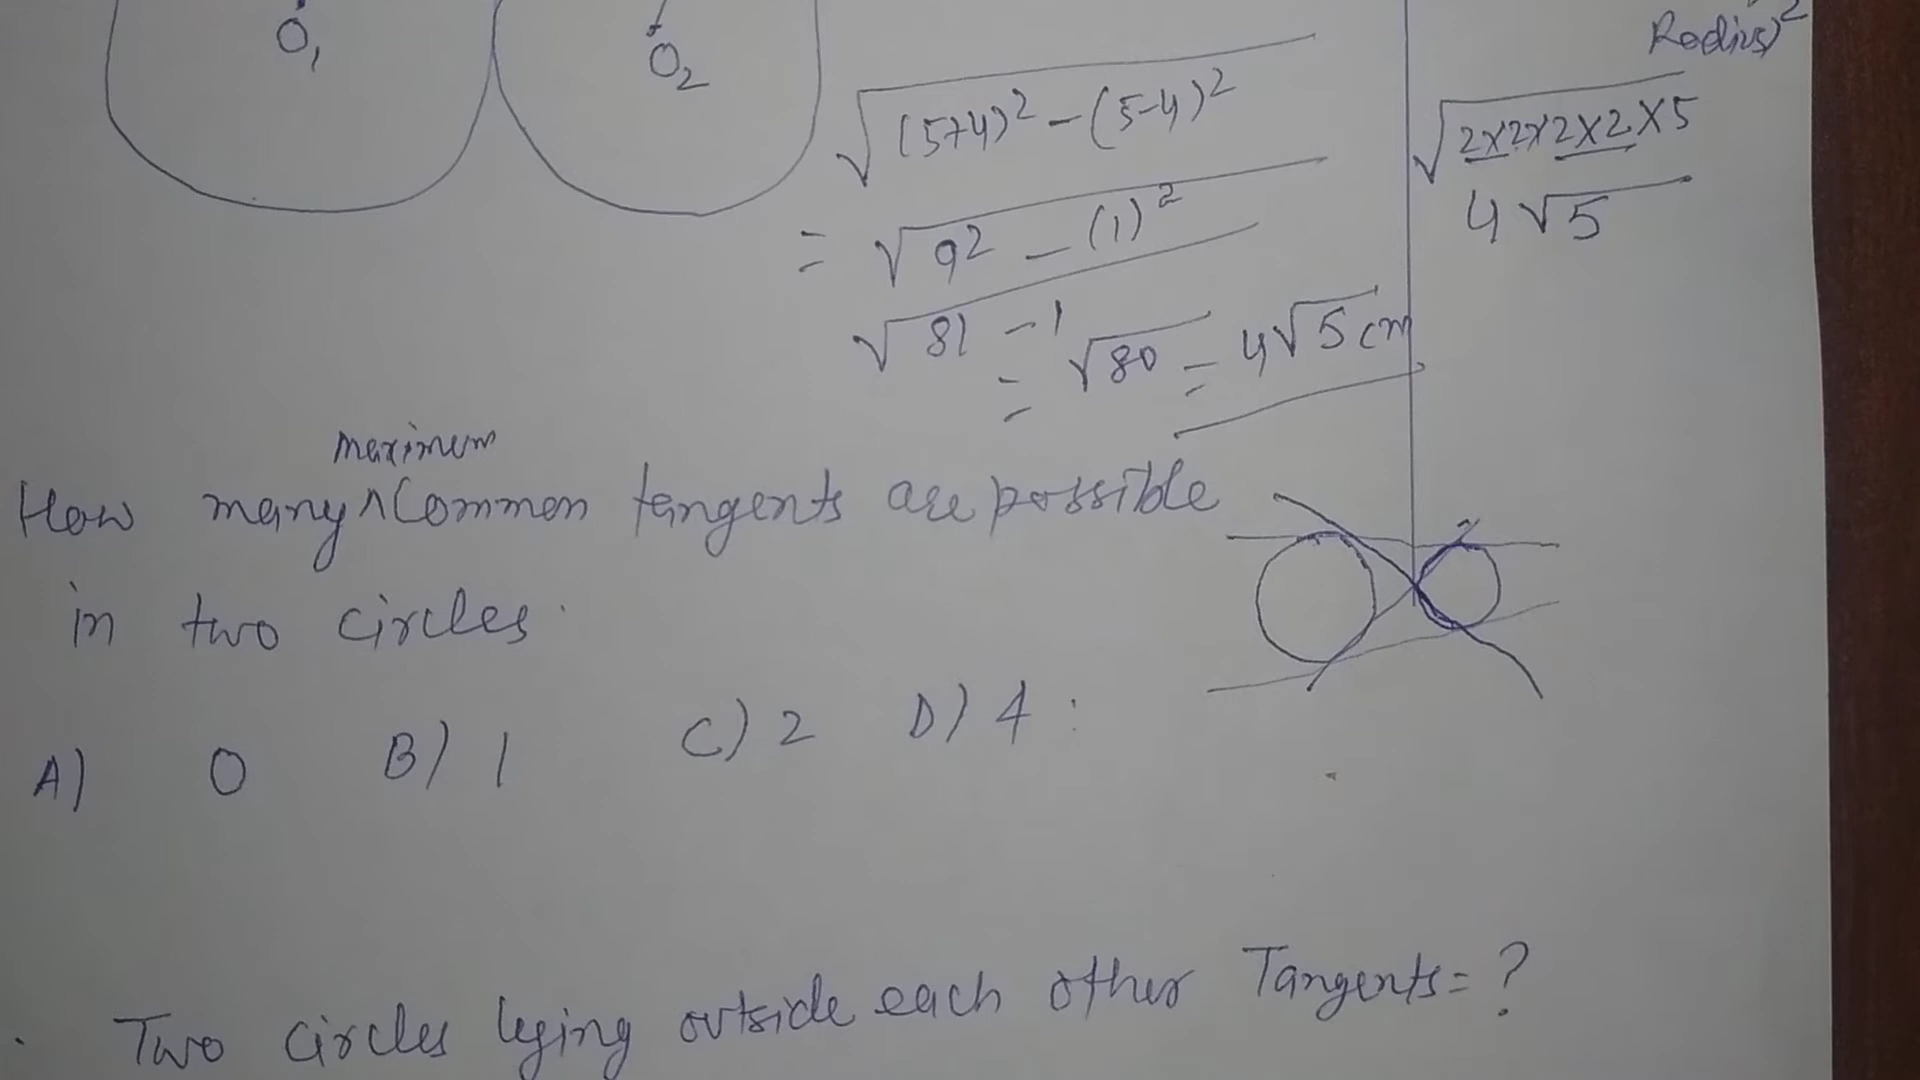 O₁
O₂
Radius)²
√(5+4)² - (5-4)²
= √9² - (1)²
√81 - 1 = √80 = 4√5 cm
√2×2×2×2×5
4√5
maximum
How many ^ Common tangents are possible
in two circles.
A) 0 B) 1 C) 2 D) 4
Two circles lying outside each other Tangents = ?